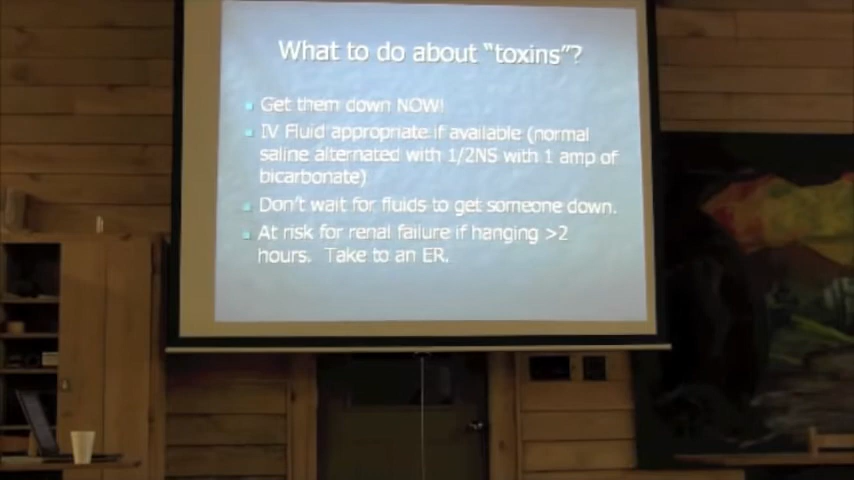 What to do about "toxins"?
Get them down NOW!
IV Fluid appropriate if available (normal
saline alternated with 1/2NS with 1 amp of
bicarbonate)
Don't wait for fluids to get someone down.
At risk for renal failure if hanging >2
hours. Take to an ER.